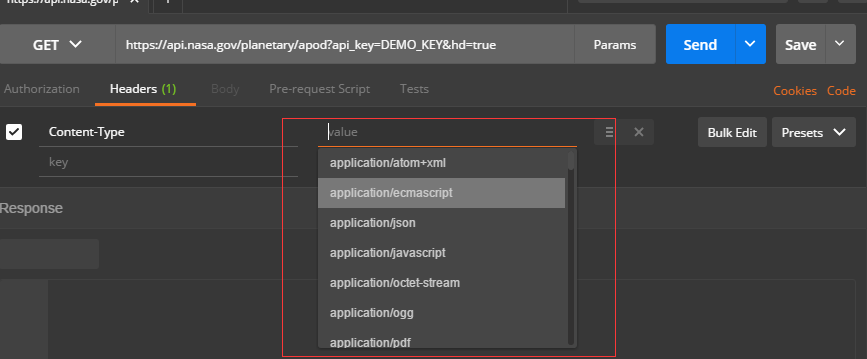 GET https://api.nasa.gov/planetary/apod?api_key=DEMO_KEY&hd=true Params Send Save
Authorization Headers (1) Body Pre-request Script Tests Cookies Code
Content-Type value Bulk Edit Presets
key
application/atom+xml
application/ecmascript
Response
application/json
application/javascript
application/octet-stream
application/ogg
application/pdf